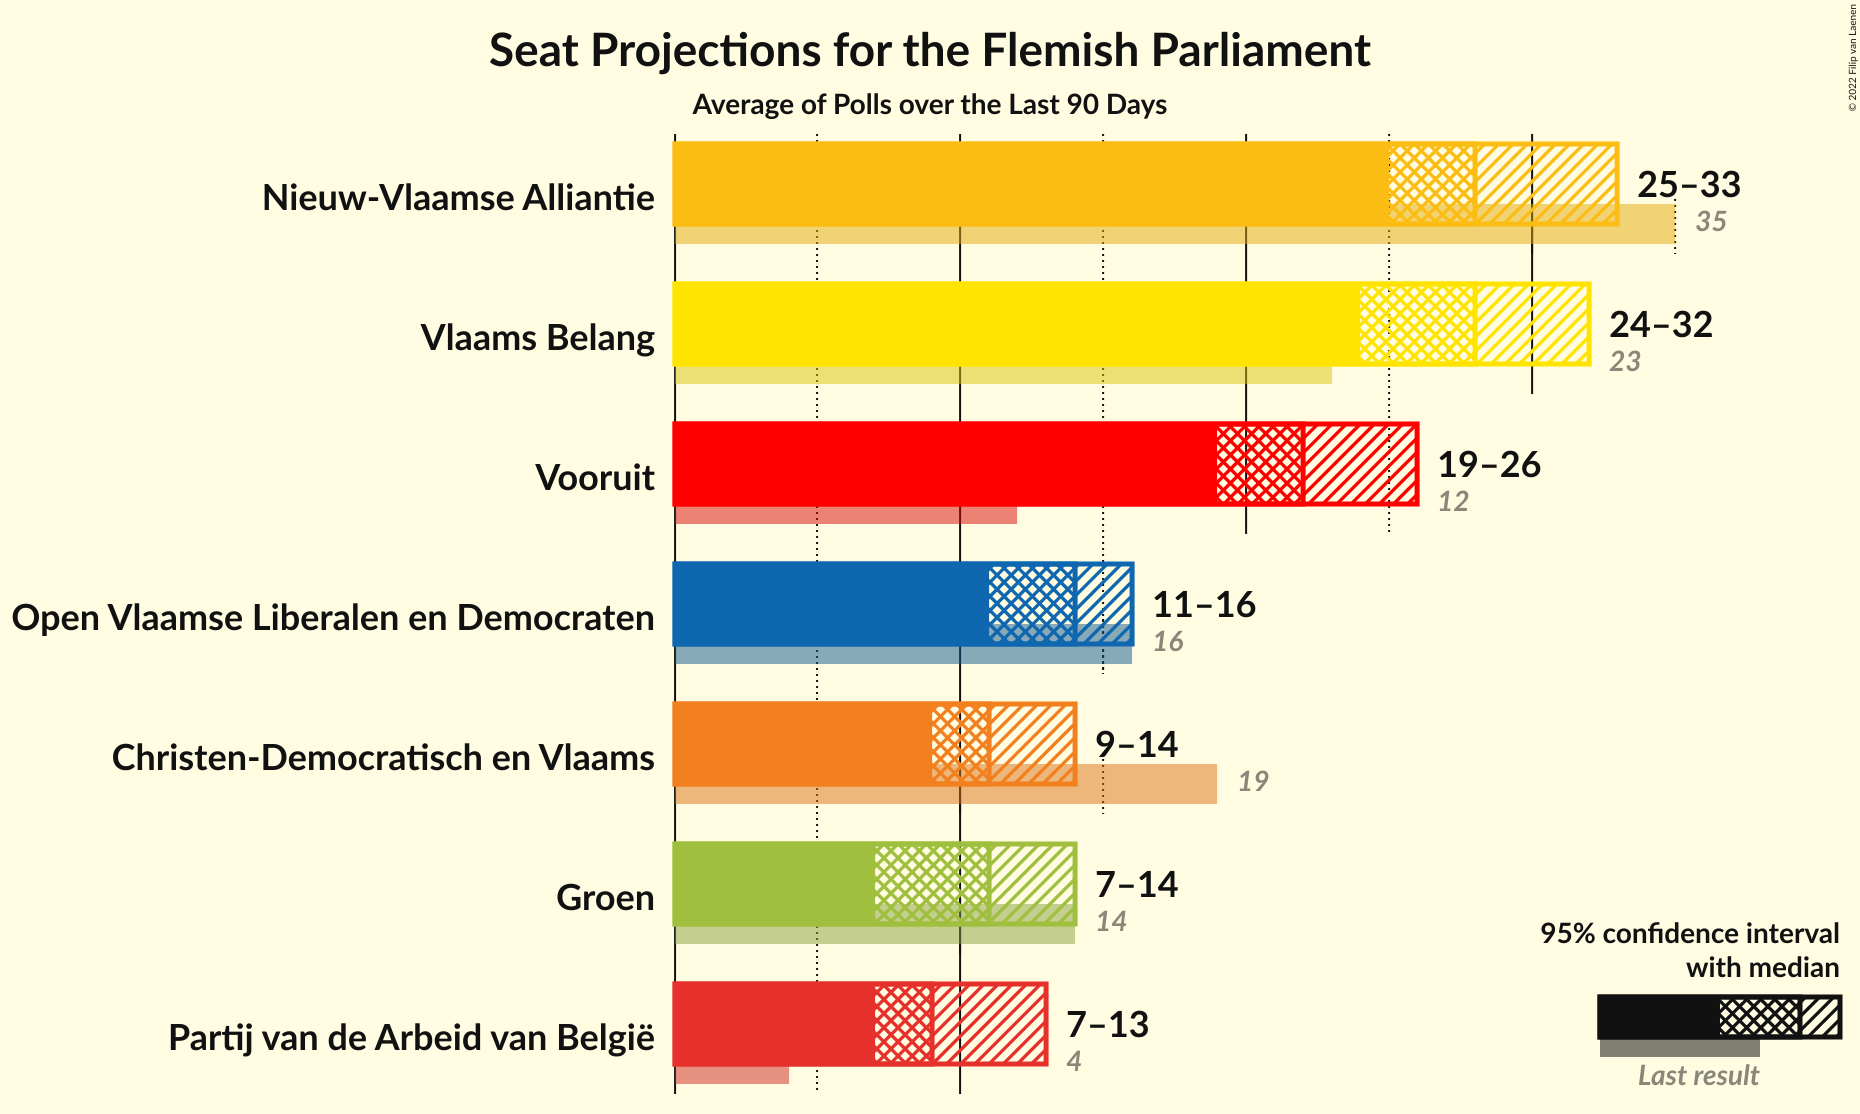 Seat Projections for the Flemish Parliament
Average of Polls over the Last 90 Days
© 2022 Filip van Laenen
Nieuw-Vlaamse Alliantie
25–33
35
Vlaams Belang
24–32
23
Vooruit
19–26
12
Open Vlaamse Liberalen en Democraten
11–16
16
Christen-Democratisch en Vlaams
9–14
19
Groen
7–14
14
Partij van de Arbeid van België
7–13
4
95% confidence interval
with median
Last result